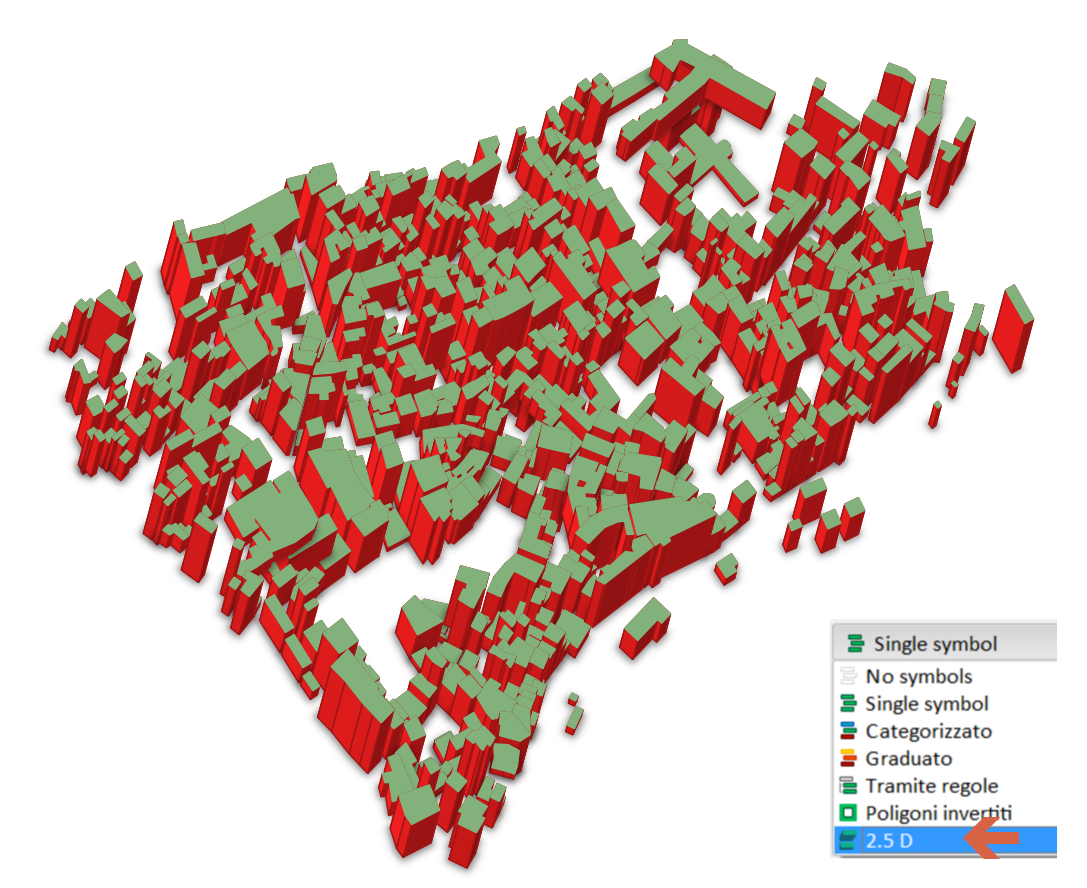 Single symbol
No symbols
Single symbol
Categorizzato
Graduato
Tramite regole
Poligoni invertiti
2.5 D